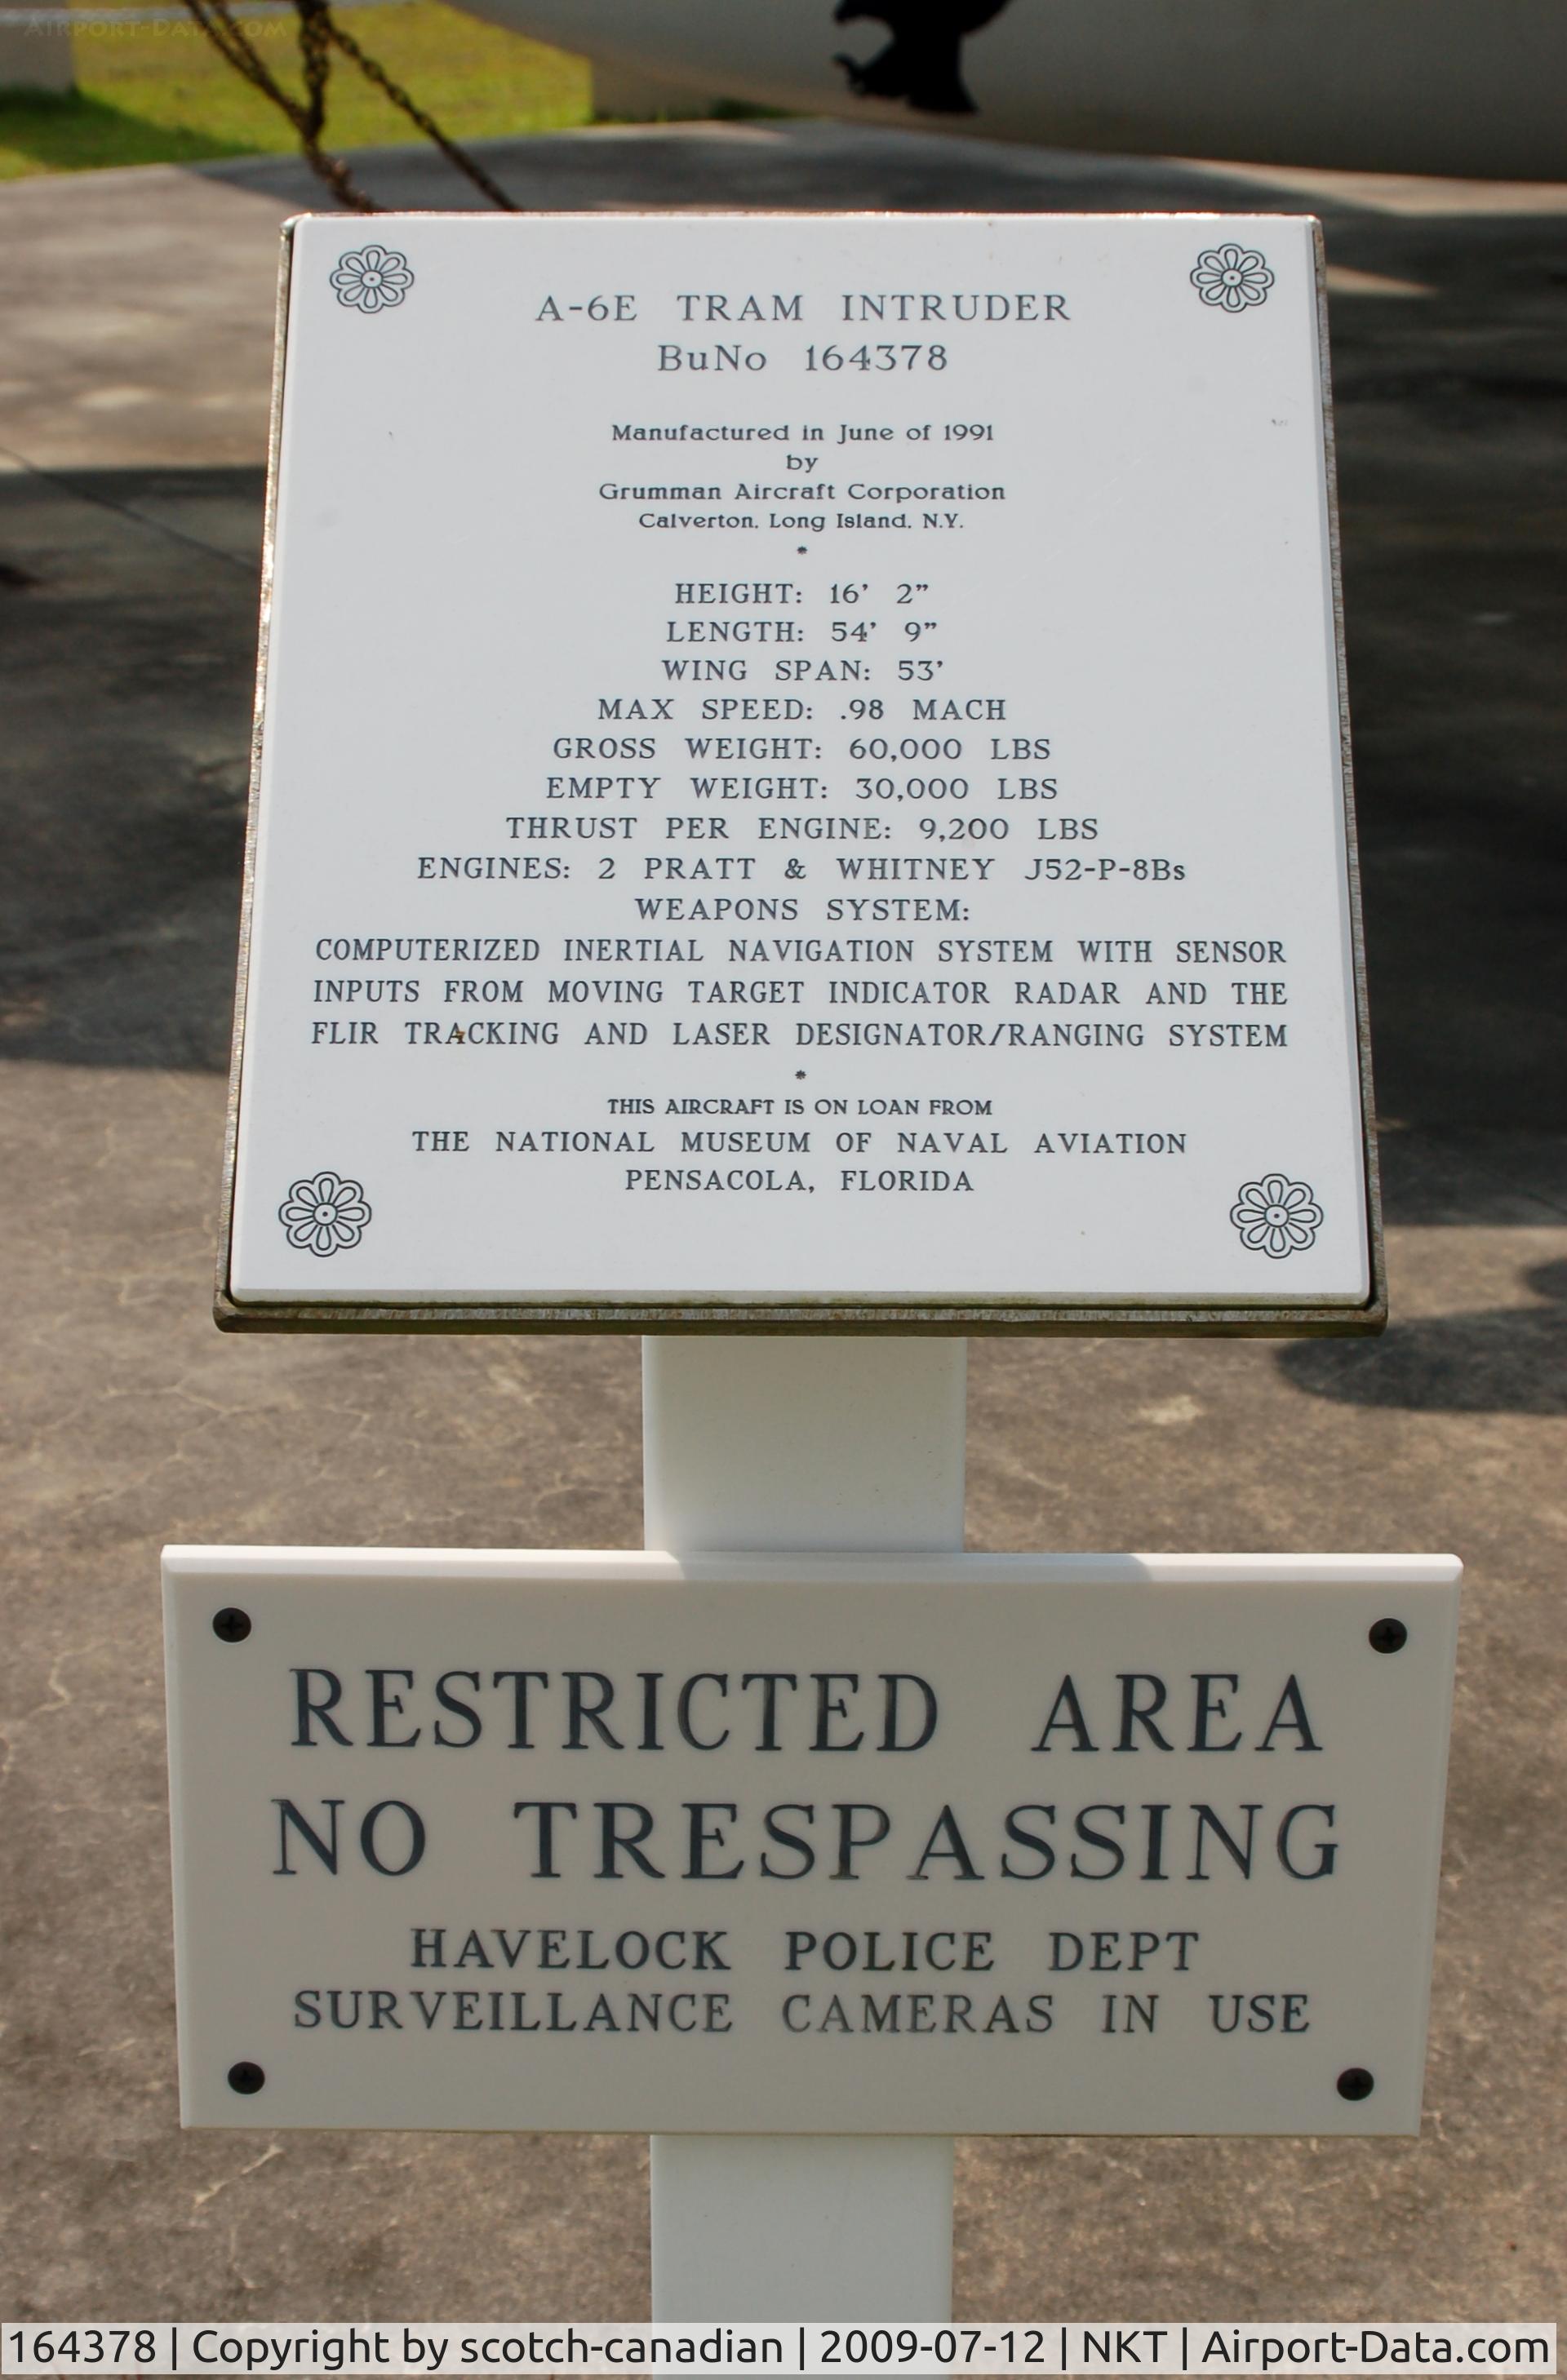 AIRPORT-DATA.COM
A-6E TRAM INTRUDER
BuNo 164378
Manufactured in June of 1991
by
Grumman Aircraft Corporation
Calverton, Long Island, N.Y.
*
HEIGHT: 16' 2"
LENGTH: 54' 9"
WING SPAN: 53'
MAX SPEED: .98 MACH
GROSS WEIGHT: 60,000 LBS
EMPTY WEIGHT: 30,000 LBS
THRUST PER ENGINE: 9,200 LBS
ENGINES: 2 PRATT & WHITNEY J52-P-8Bs
WEAPONS SYSTEM:
COMPUTERIZED INERTIAL NAVIGATION SYSTEM WITH SENSOR
INPUTS FROM MOVING TARGET INDICATOR RADAR AND THE
FLIR TRACKING AND LASER DESIGNATOR/RANGING SYSTEM
*
THIS AIRCRAFT IS ON LOAN FROM
THE NATIONAL MUSEUM OF NAVAL AVIATION
PENSACOLA, FLORIDA
RESTRICTED AREA
NO TRESPASSING
HAVELOCK POLICE DEPT
SURVEILLANCE CAMERAS IN USE
164378 | Copyright by scotch-canadian | 2009-07-12 | NKT | Airport-Data.com